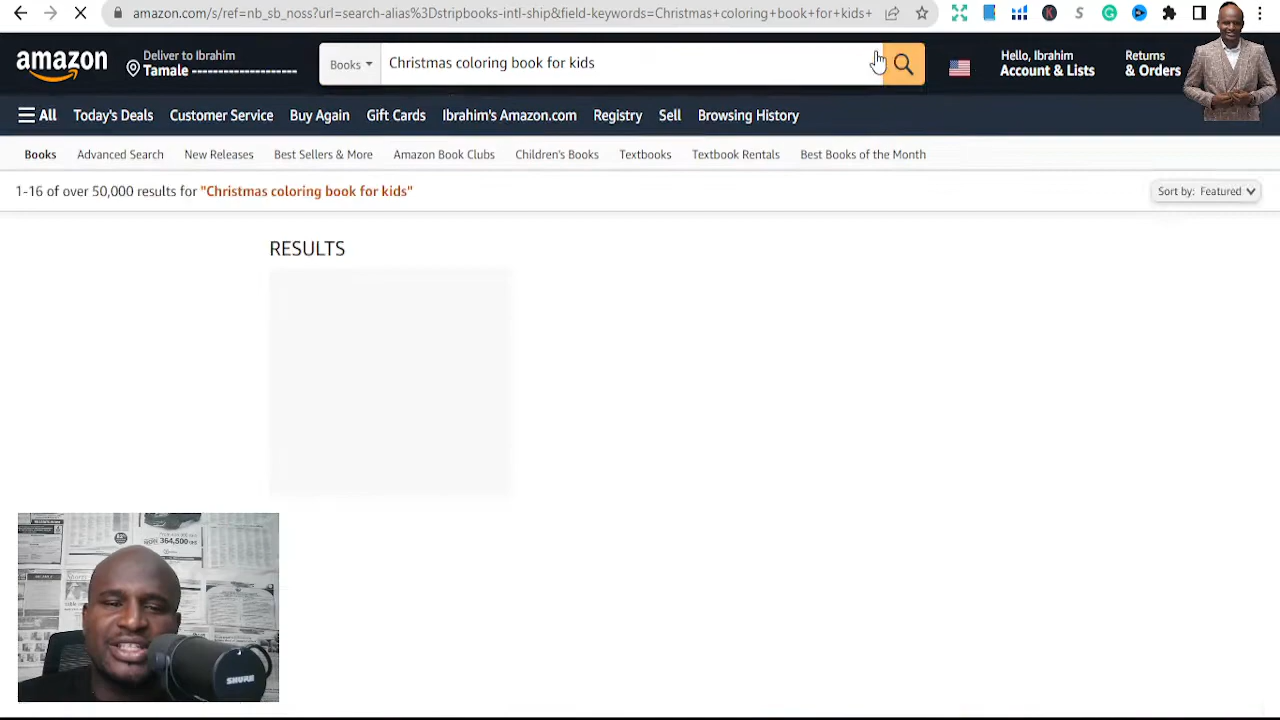 amazon.com/s/ref=nb_sb_noss?url=search-alias%3Dstripbooks-intl-ship&field-keywords=Christmas+coloring+book+for+kids+
amazon
Deliver to Ibrahim
Tamale
Books
Christmas coloring book for kids
Hello, Ibrahim
Account & Lists
Returns
& Orders
All
Today's Deals
Customer Service
Buy Again
Gift Cards
Ibrahim's Amazon.com
Registry
Sell
Browsing History
Books
Advanced Search
New Releases
Best Sellers & More
Amazon Book Clubs
Children's Books
Textbooks
Textbook Rentals
Best Books of the Month
1-16 of over 50,000 results for "Christmas coloring book for kids"
Sort by: Featured
RESULTS
364,500
SHURE